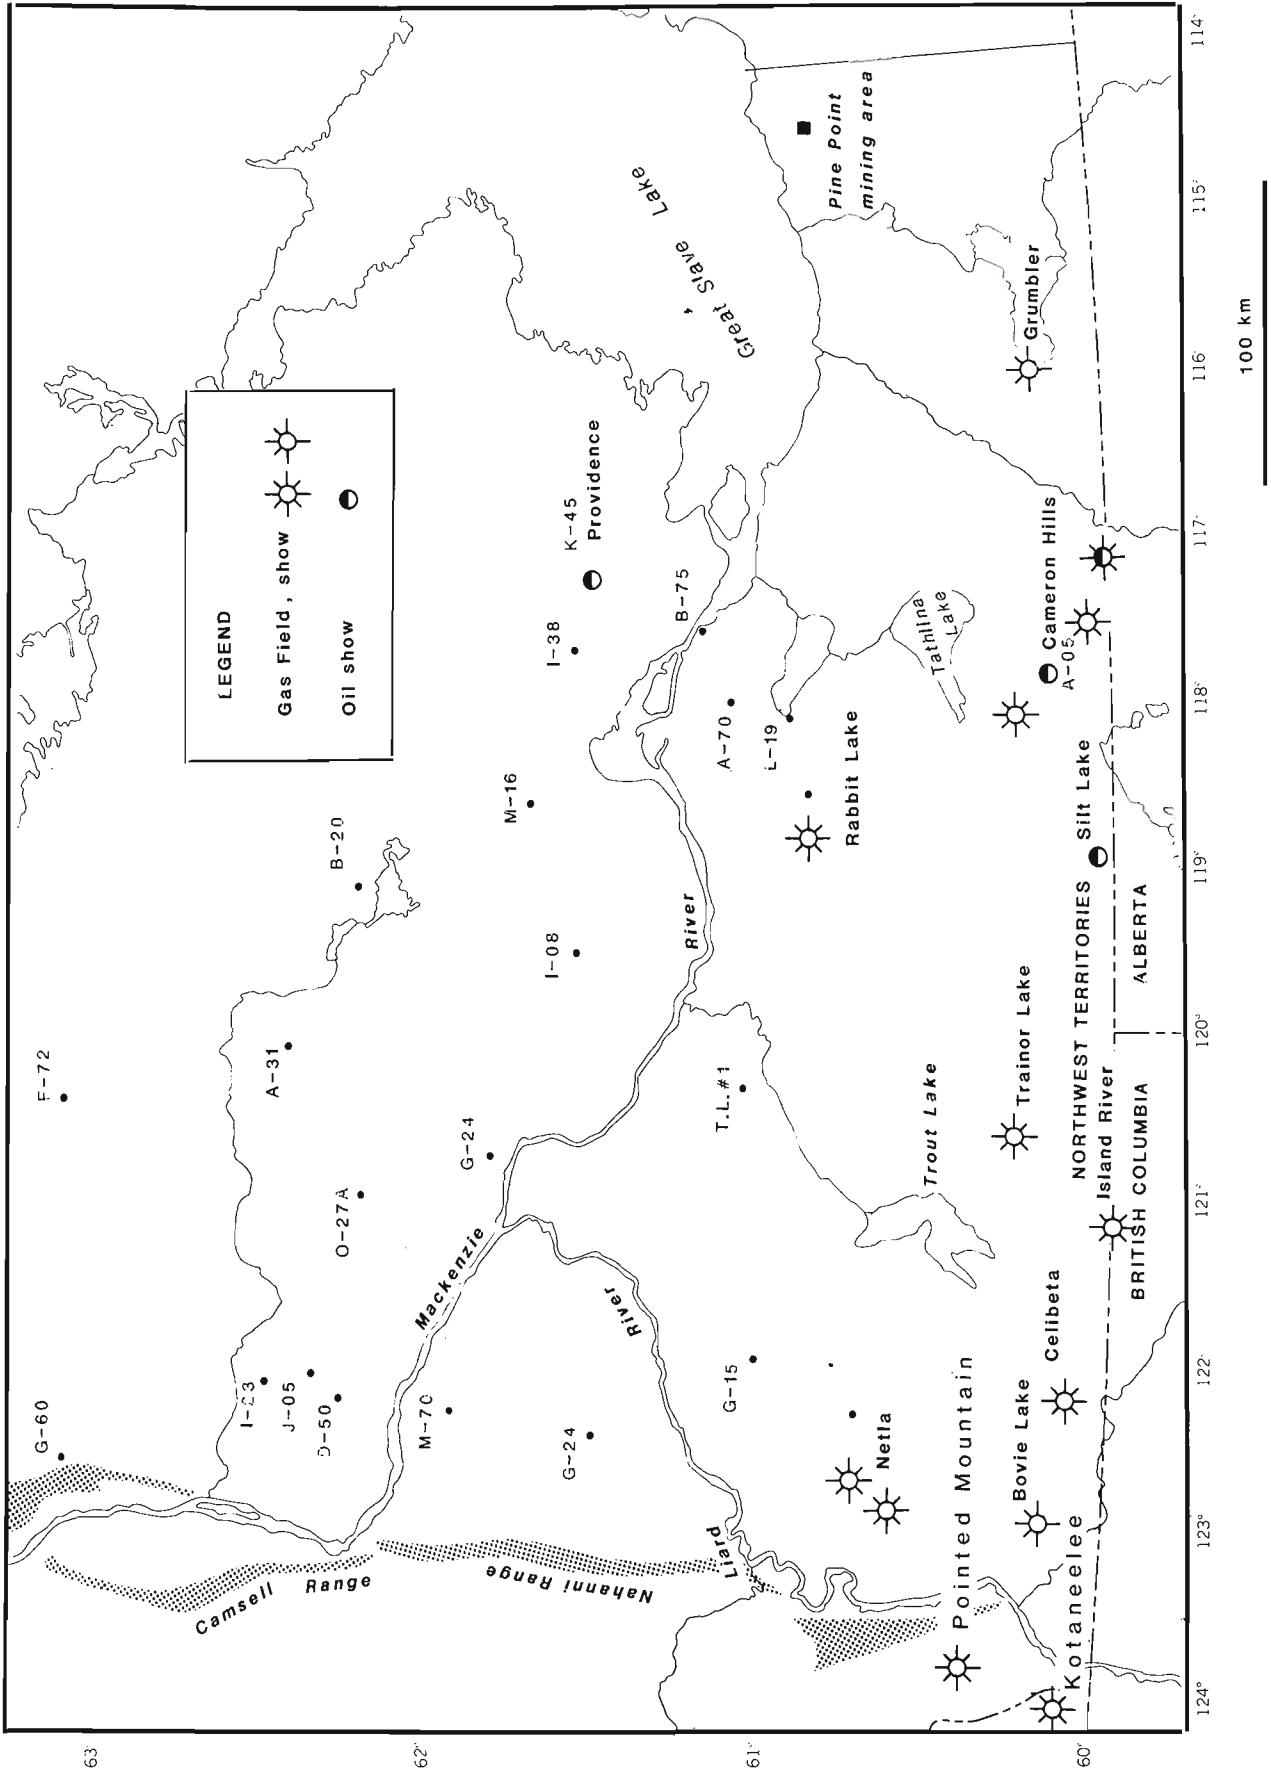 LEGEND
Gas Field, show
Oil show
F-72
G-60
B-20
A-31
O-27A
I-23
J-05
D-50
M-70
G-24
G-24
I-08
M-16
I-38
K-45
Providence
B-75
A-70
L-19
Rabbit Lake
T.L.#1
G-15
Netla
Camsell
Range
Nahanni Range
Mackenzie
River
Liard
River
Great Slave Lake
Pine Point
mining area
Tathlina
Lake
Trout Lake
Grumbler
Cameron Hills
A-05
Silt Lake
Trainor Lake
Island River
Celibeta
Bovie Lake
Pointed Mountain
Kotaneelee
NORTHWEST TERRITORIES
ALBERTA
BRITISH COLUMBIA
63°
62°
61°
60°
124°
123°
122°
121°
120°
119°
118°
117°
116°
115°
114°
100 km